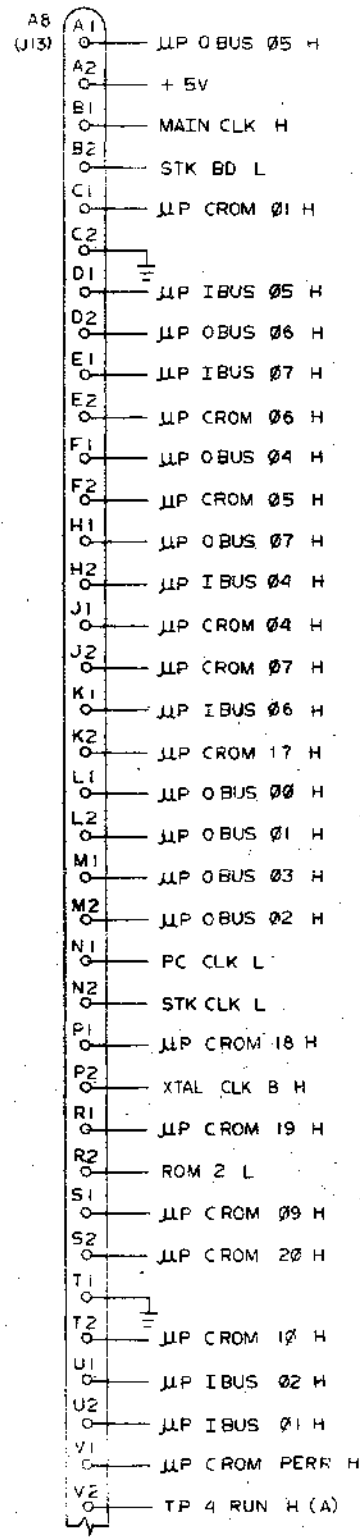 A8
(J13)
A1 µP OBUS Ø5 H
A2 + 5V
B1 MAIN CLK H
B2 STK BD L
C1 µP CROM Ø1 H
C2
D1 µP IBUS Ø5 H
D2 µP OBUS Ø6 H
E1 µP IBUS Ø7 H
E2 µP CROM Ø6 H
F1 µP OBUS Ø4 H
F2 µP CROM Ø5 H
H1 µP OBUS Ø7 H
H2 µP IBUS Ø4 H
J1 µP CROM Ø4 H
J2 µP CROM Ø7 H
K1 µP IBUS Ø6 H
K2 µP CROM 17 H
L1 µP OBUS ØØ H
L2 µP OBUS Ø1 H
M1 µP OBUS Ø3 H
M2 µP OBUS Ø2 H
N1 PC CLK L
N2 STK CLK L
P1 µP CROM 18 H
P2 XTAL CLK B H
R1 µP CROM 19 H
R2 ROM 2 L
S1 µP CROM Ø9 H
S2 µP CROM 2Ø H
T1
T2 µP CROM 1Ø H
U1 µP IBUS Ø2 H
U2 µP IBUS Ø1 H
V1 µP CROM PERR H
V2 TP 4 RUN H (A)